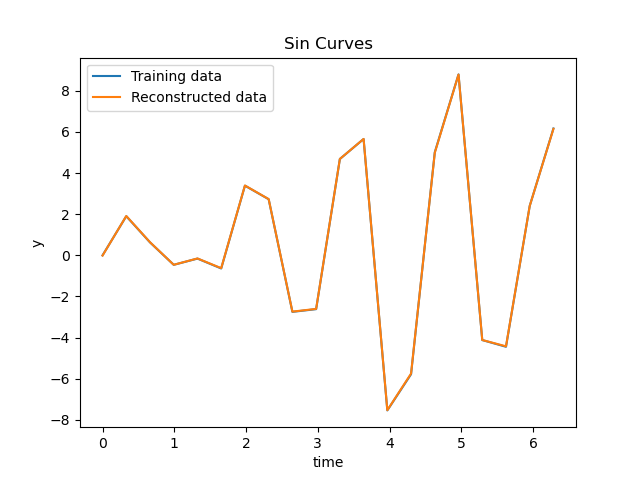 Sin Curves
Training data
Reconstructed data
8
6
4
2
0
−2
−4
−6
−8
y
0 1 2 3 4 5 6
time